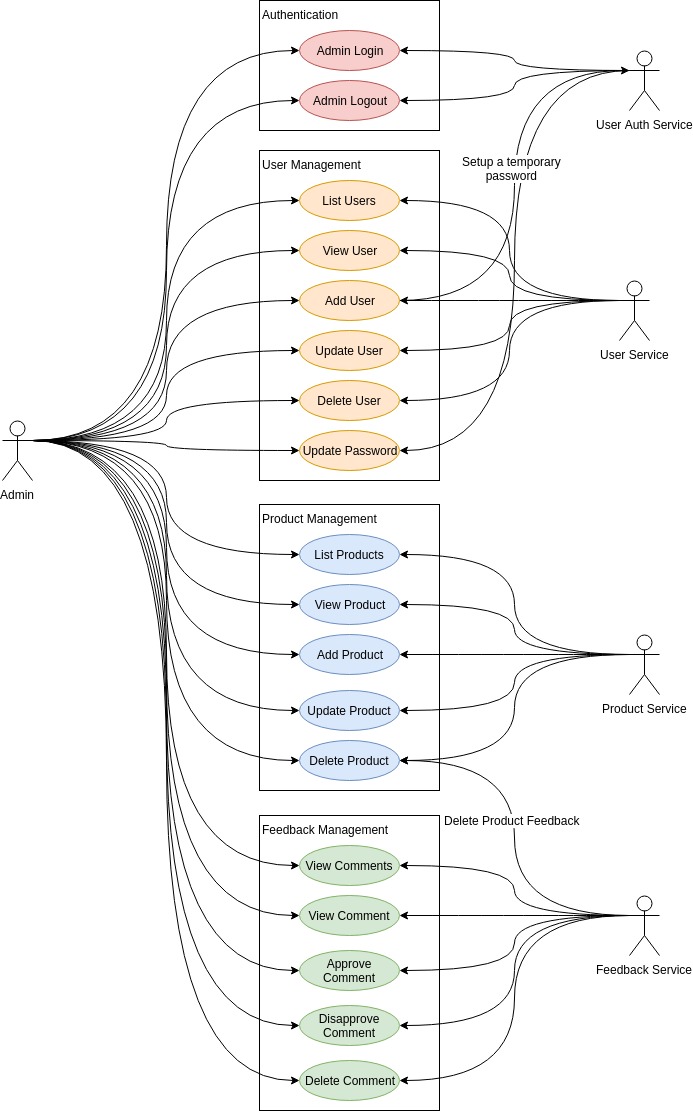 Authentication
Admin Login
Admin Logout
User Auth Service
User Management
Setup a temporary
password
List Users
View User
Add User
Update User
User Service
Delete User
Update Password
Admin
Product Management
List Products
View Product
Add Product
Product Service
Update Product
Delete Product
Delete Product Feedback
Feedback Management
View Comments
View Comment
Approve
Comment
Feedback Service
Disapprove
Comment
Delete Comment